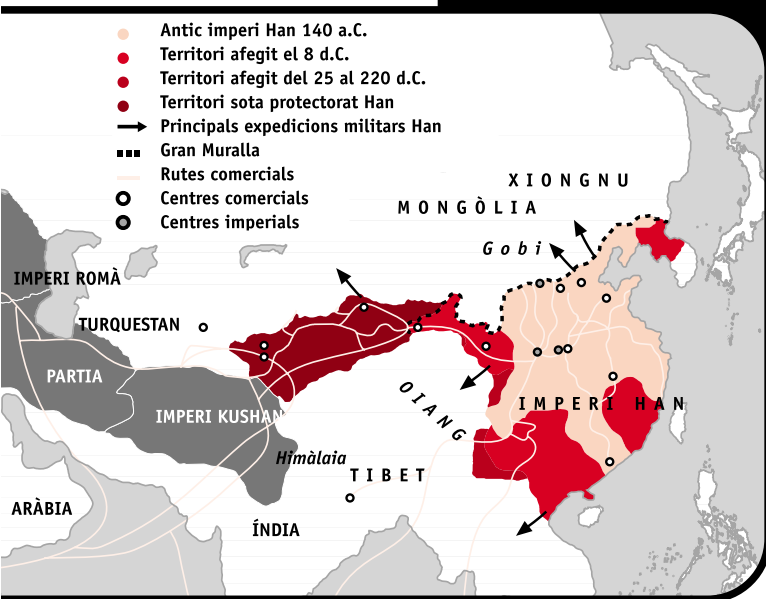 Antic imperi Han 140 a.C.
Territori afegit el 8 d.C.
Territori afegit del 25 al 220 d.C.
Territori sota protectorat Han
Principals expedicions militars Han
Gran Muralla
Rutes comercials
Centres comercials
Centres imperials
XIONGNU
MONGÒLIA
Gobi
IMPERI ROMÀ
TURQUESTAN
PARTIA
IMPERI KUSHAN
QIANG
IMPERI HAN
Himàlaia
TIBET
ARÀBIA
ÍNDIA